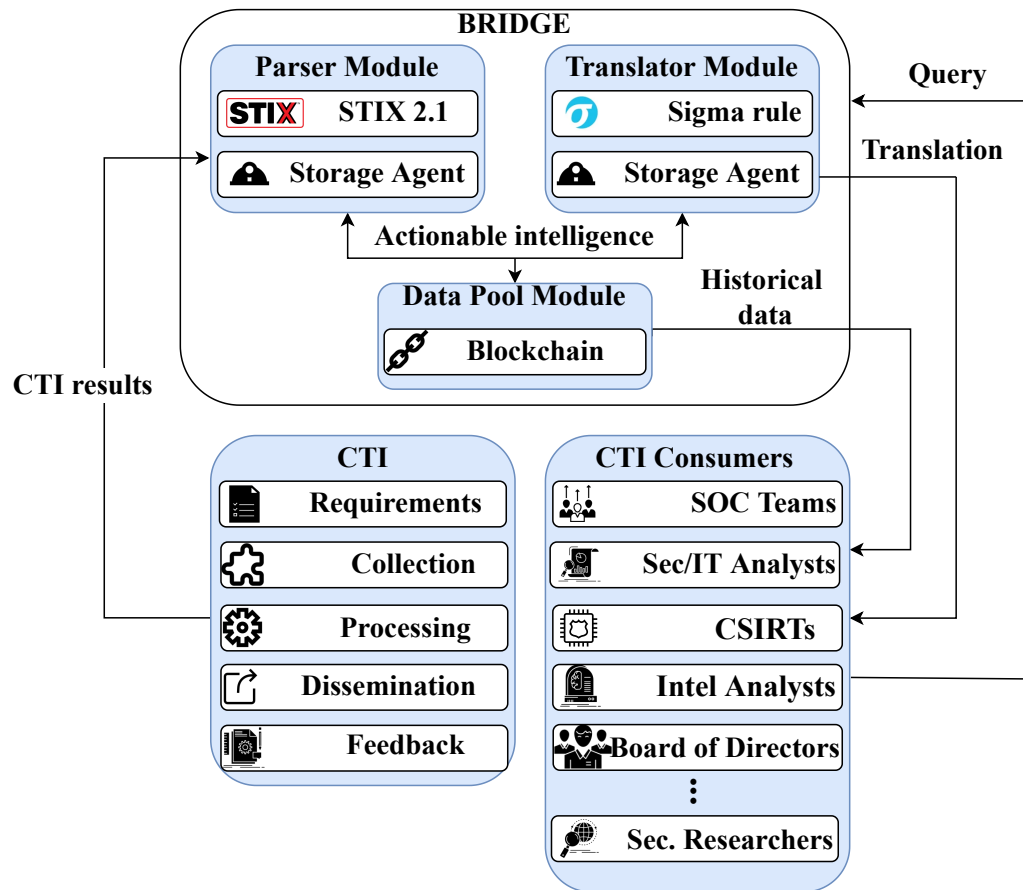 BRIDGE
Parser Module
STIX STIX 2.1
Storage Agent
Translator Module
σ Sigma rule
Storage Agent
Query
Translation
Actionable intelligence
Data Pool Module
Blockchain
Historical
data
CTI results
CTI
Requirements
Collection
Processing
Dissemination
Feedback
CTI Consumers
SOC Teams
Sec/IT Analysts
CSIRTs
Intel Analysts
Board of Directors
Sec. Researchers